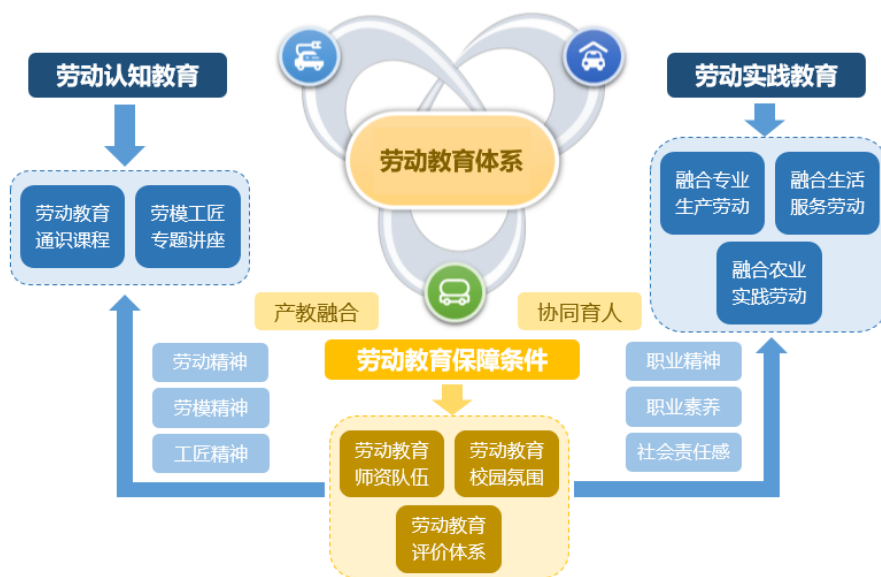 劳动认知教育
劳动实践教育
劳动教育体系
劳动教育
通识课程
劳模工匠
专题讲座
融合专业
生产劳动
融合生活
服务劳动
融合农业
实践劳动
产教融合
协同育人
劳动教育保障条件
劳动精神
劳模精神
工匠精神
职业精神
职业素养
社会责任感
劳动教育
师资队伍
劳动教育
校园氛围
劳动教育
评价体系